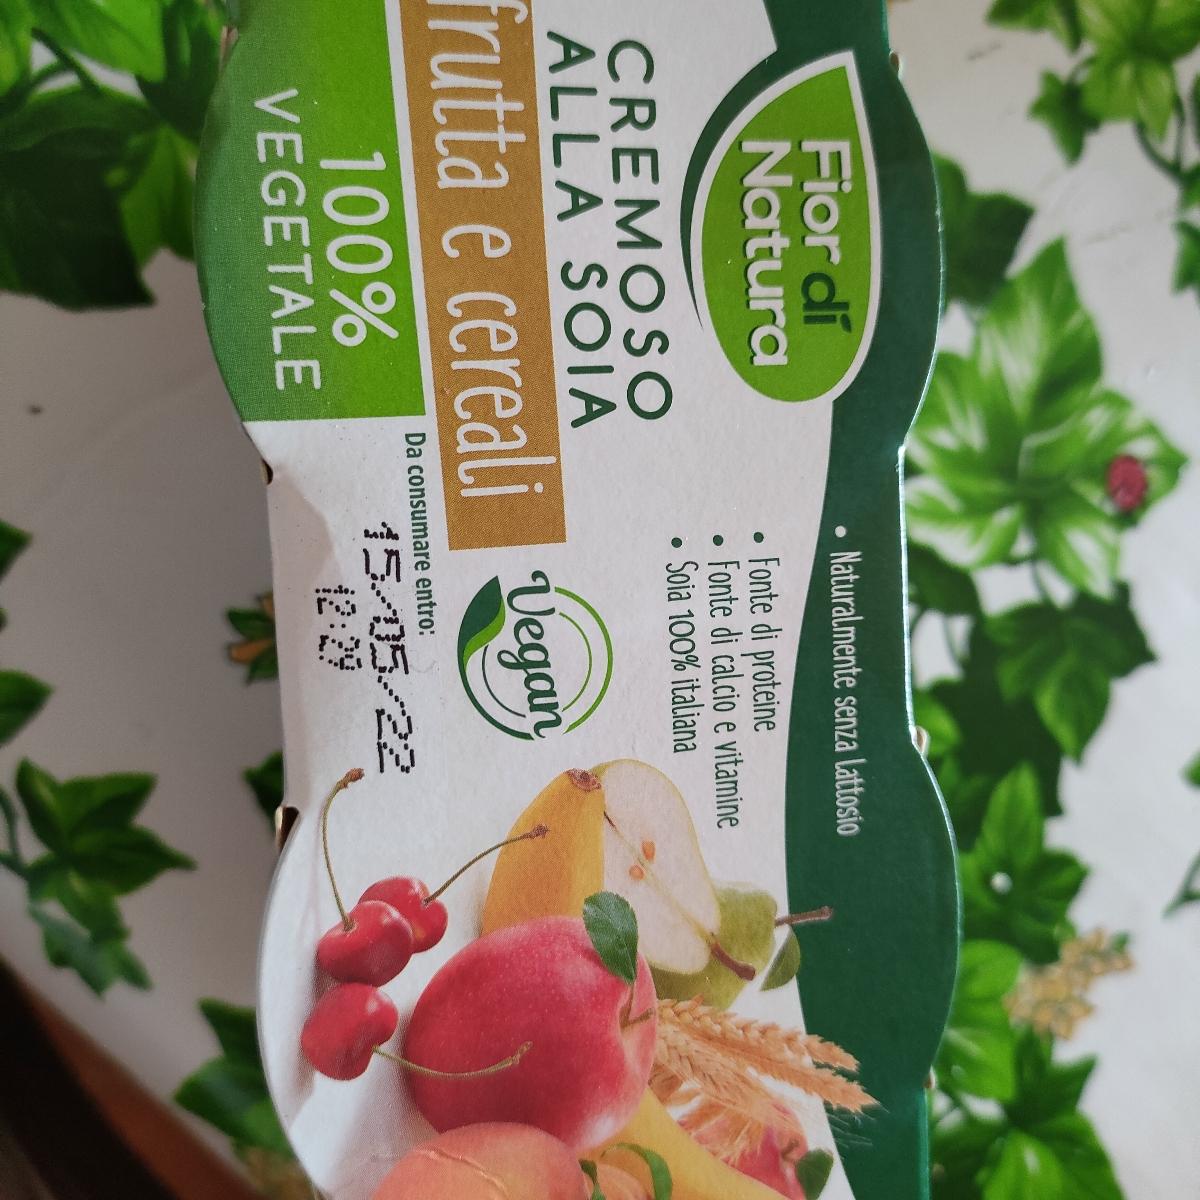 Fior di
Natura
CREMOSO
ALLA SOIA
frutta e cereali
100%
VEGETALE
• Naturalmente senza lattosio
• Fonte di proteine
• Fonte di calcio e vitamine
• Soia 100% italiana
Vegan
Da consumare entro:
15/05/22
12:29